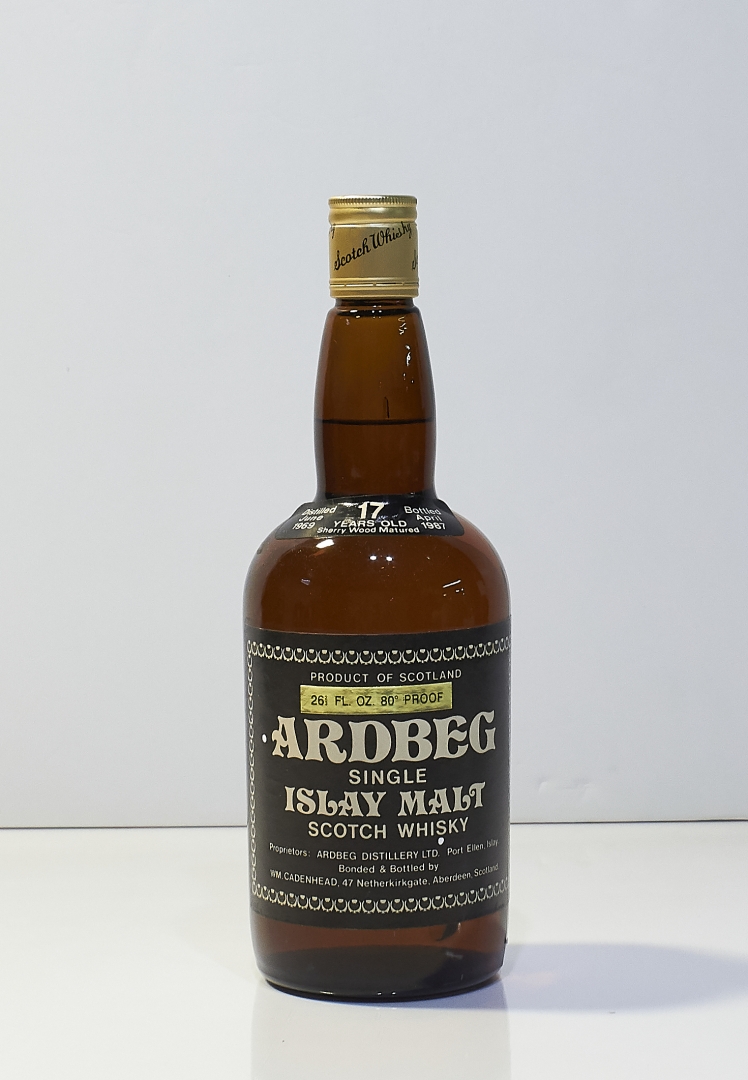 Scotch Whisky
Distilled 17 Bottled
June April
1969 YEARS OLD 1987
Sherry Wood Matured
PRODUCT OF SCOTLAND
26⅔ FL. OZ. 80° PROOF
ARDBEG
SINGLE
ISLAY MALT
SCOTCH WHISKY
Proprietors: ARDBEG DISTILLERY LTD. Port Ellen, Islay.
Bonded & Bottled by
WM. CADENHEAD, 47 Netherkirkgate, Aberdeen, Scotland.